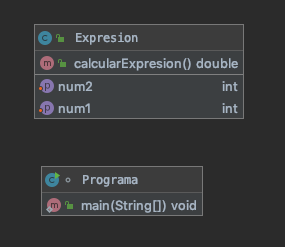 Expresion
calcularExpresion() double
num2 int
num1 int
Programa
main(String[]) void